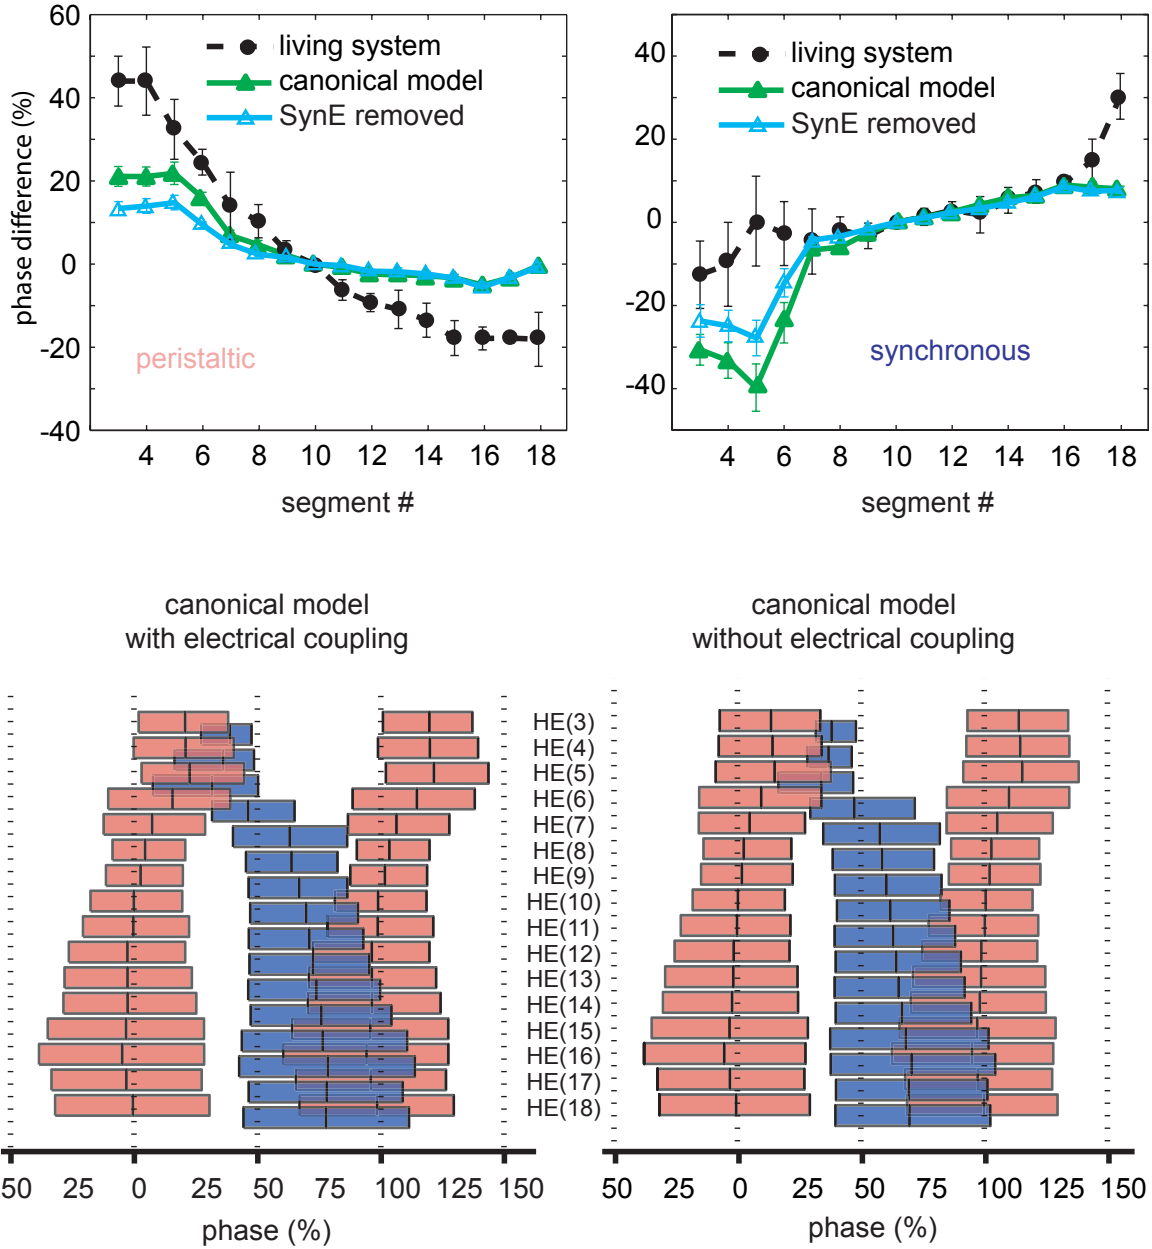 60
40
20
0
-20
-40
phase difference (%)
living system
canonical model
SynE removed
peristaltic
4 6 8 10 12 14 16 18
segment #
40
20
0
-20
-40
living system
canonical model
SynE removed
synchronous
4 6 8 10 12 14 16 18
segment #
canonical model
with electrical coupling
canonical model
without electrical coupling
HE(3)
HE(4)
HE(5)
HE(6)
HE(7)
HE(8)
HE(9)
HE(10)
HE(11)
HE(12)
HE(13)
HE(14)
HE(15)
HE(16)
HE(17)
HE(18)
50 25 0 25 50 75 100 125 150
phase (%)
50 25 0 25 50 75 100 125 150
phase (%)